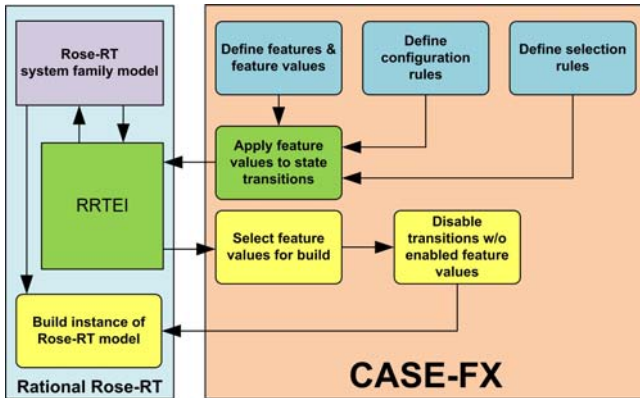 Rose-RT
system family model
Define features &
feature values
Define
configuration
rules
Define selection
rules
Apply feature
values to state
transitions
RRTEI
Select feature
values for build
Disable
transitions w/o
enabled feature
values
Build instance of
Rose-RT model
Rational Rose-RT
CASE-FX